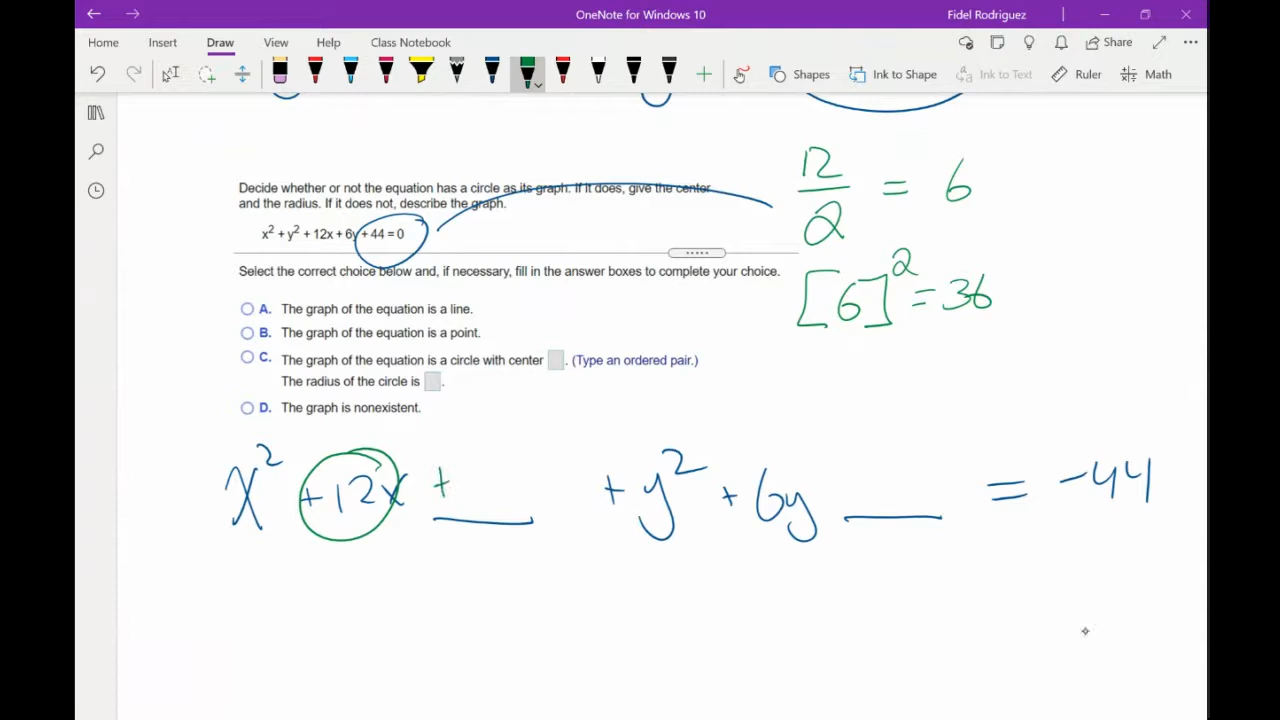 OneNote for Windows 10
Fidel Rodriguez
Home Insert Draw View Help Class Notebook
Share
Shapes Ink to Shape Ink to Text Ruler Math
Decide whether or not the equation has a circle as its graph. If it does, give the center
and the radius. If it does not, describe the graph.
x² + y² + 12x + 6y + 44 = 0
Select the correct choice below and, if necessary, fill in the answer boxes to complete your choice.
A. The graph of the equation is a line.
B. The graph of the equation is a point.
C. The graph of the equation is a circle with center . (Type an ordered pair.)
The radius of the circle is .
D. The graph is nonexistent.
12/2 = 6
[6]² = 36
x² + 12x + ___ + y² + 6y ___ = -44